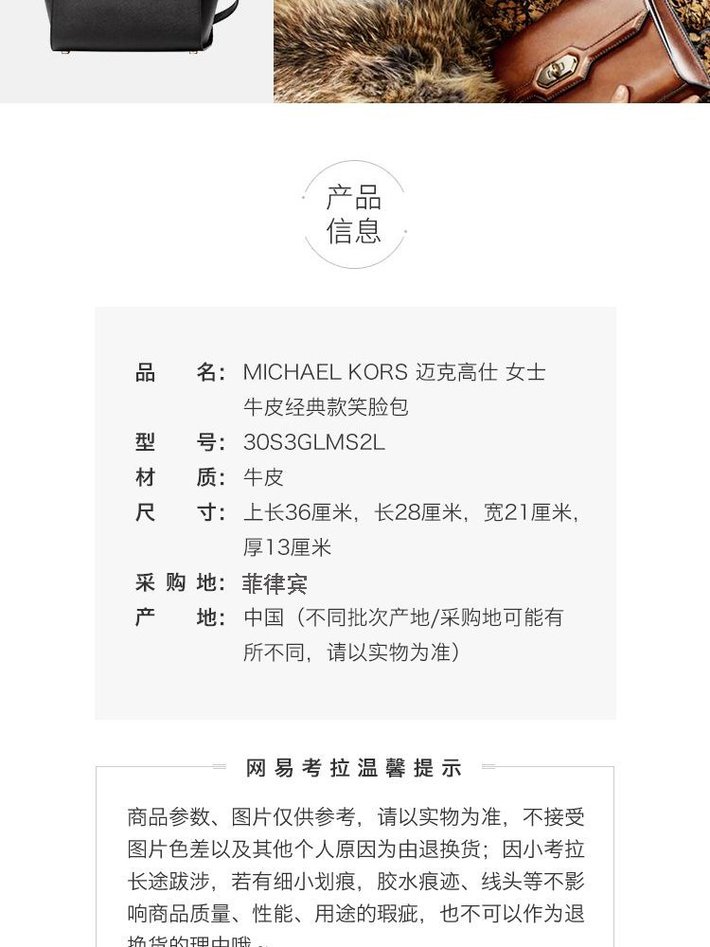 产品
信息
品 名： MICHAEL KORS 迈克高仕 女士
牛皮经典款笑脸包
型 号： 30S3GLMS2L
材 质： 牛皮
尺 寸： 上长36厘米，长28厘米，宽21厘米，
厚13厘米
采 购 地： 菲律宾
产 地： 中国（不同批次产地/采购地可能有
所不同，请以实物为准）
网易考拉温馨提示
商品参数、图片仅供参考，请以实物为准，不接受
图片色差以及其他个人原因为由退换货；因小考拉
长途跋涉，若有细小划痕，胶水痕迹、线头等不影
响商品质量、性能、用途的瑕疵，也不可以作为退
换货的理由哦～